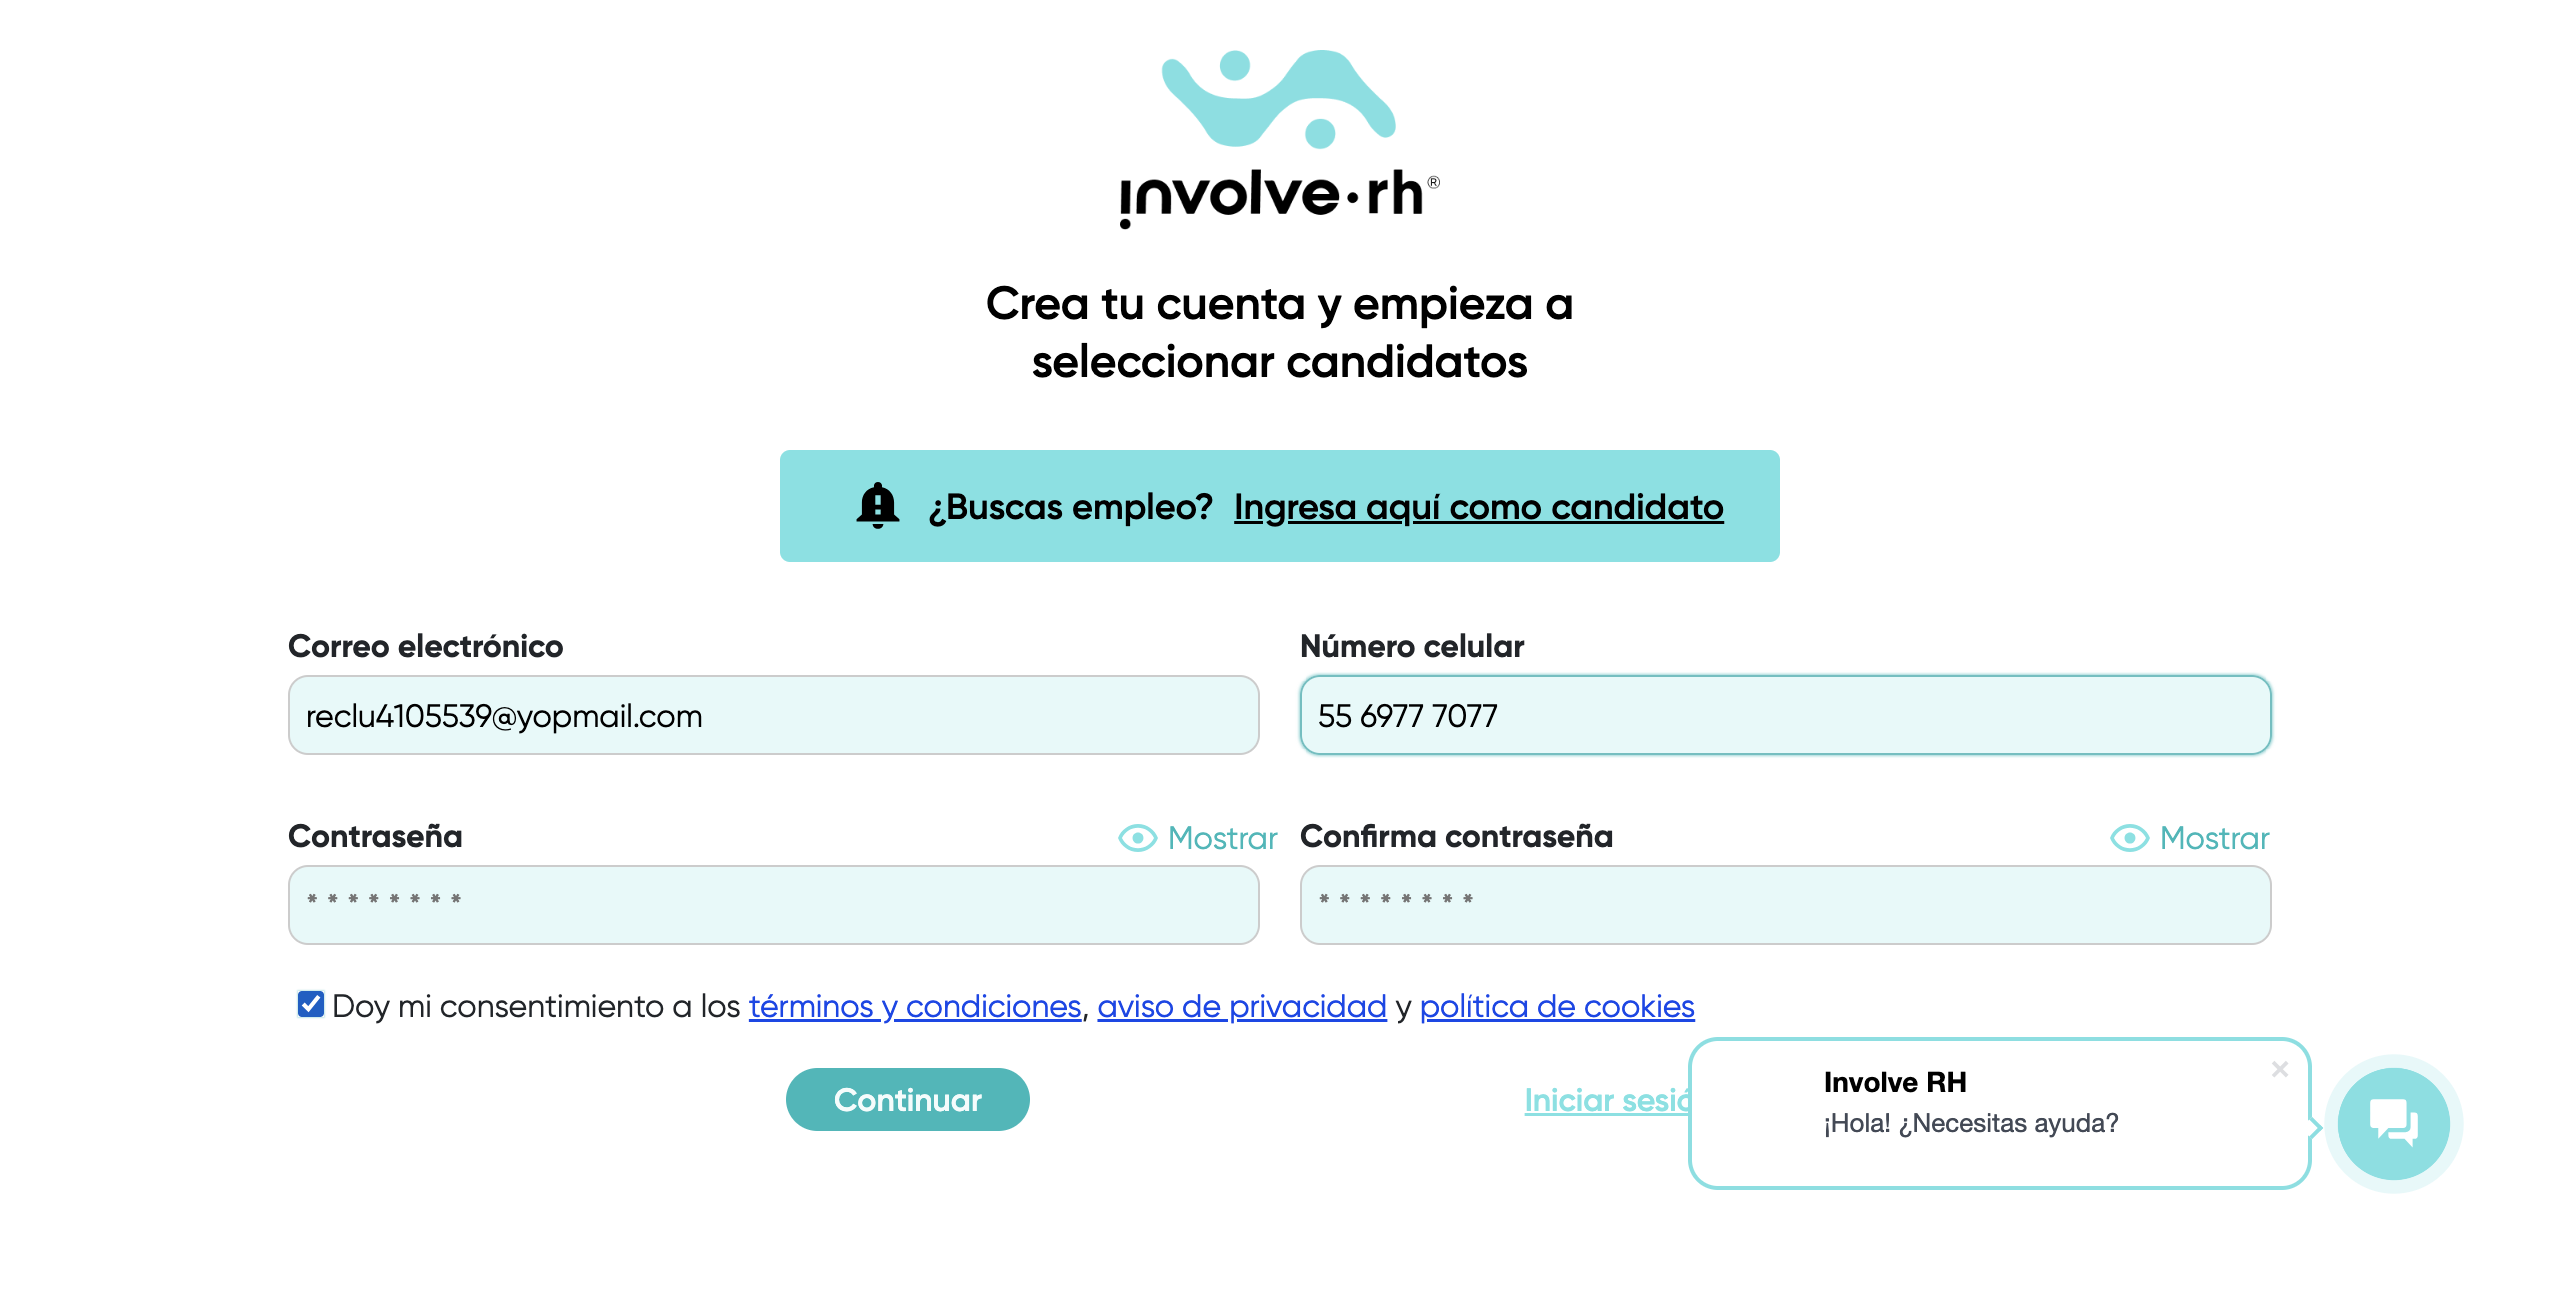 involve·rh®
Crea tu cuenta y empieza a
seleccionar candidatos
¿Buscas empleo? Ingresa aquí como candidato
Correo electrónico
reclu4105539@yopmail.com
Número celular
55 6977 7077
Contraseña
Mostrar
* * * * * * * *
Confirma contraseña
Mostrar
* * * * * * * *
Doy mi consentimiento a los términos y condiciones, aviso de privacidad y política de cookies
Continuar
Iniciar
Involve RH
¡Hola! ¿Necesitas ayuda?